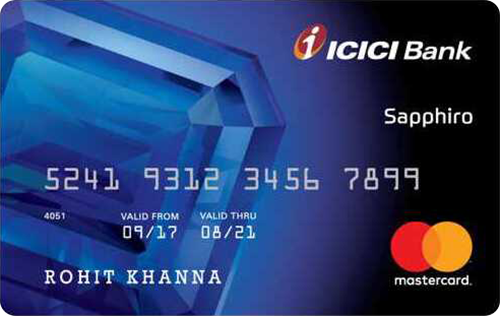 ICICI Bank
Sapphiro
5241 9312 3456 7899
4051 VALID FROM VALID THRU
09/17 08/21
ROHIT KHANNA
mastercard.